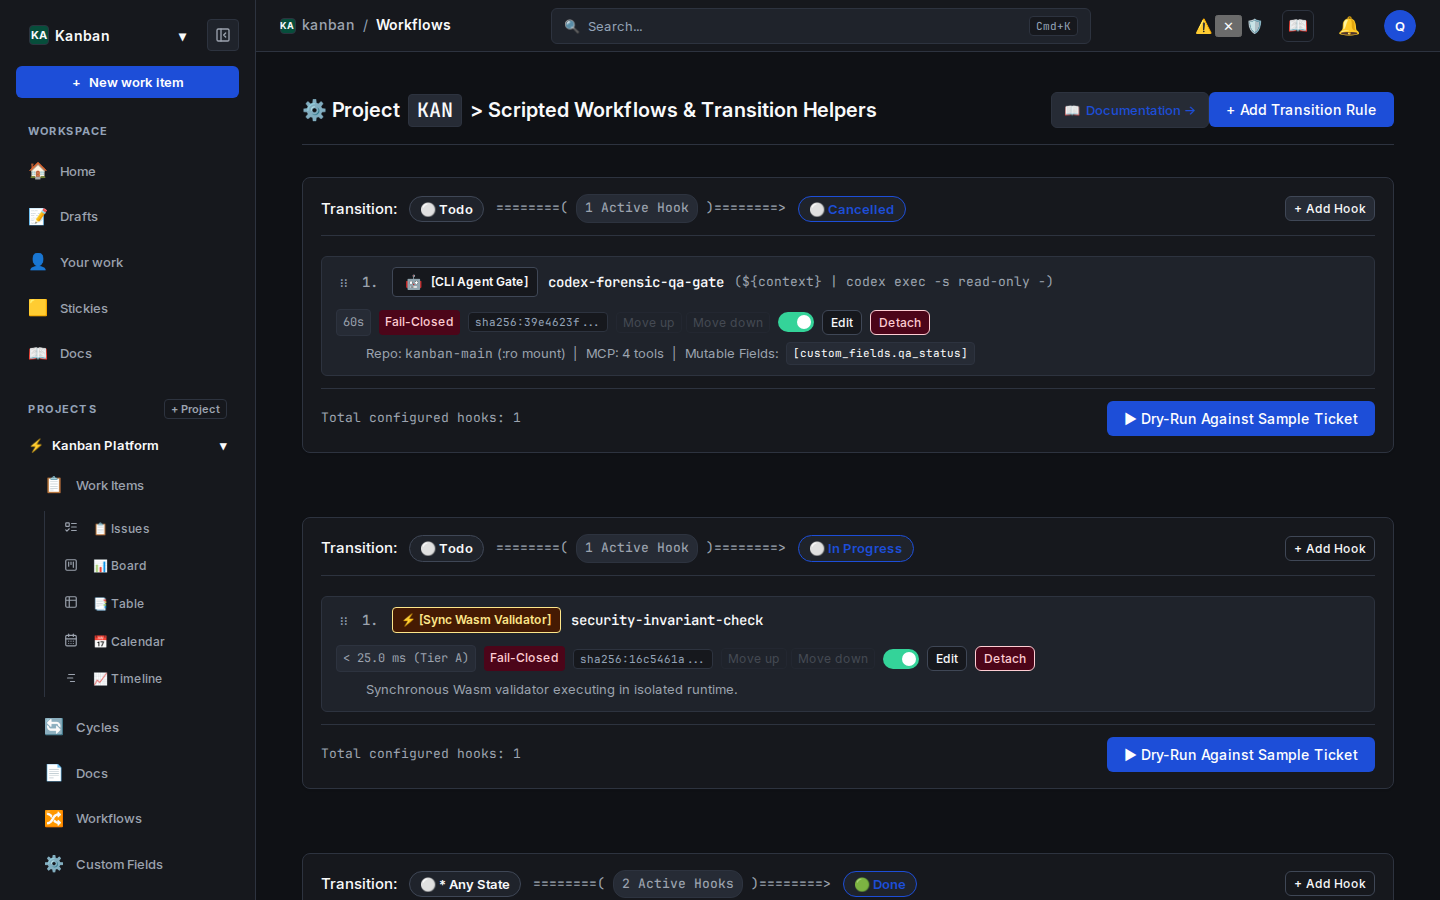 KA Kanban ▼
+ New work item
WORKSPACE
Home
Drafts
Your work
Stickies
Docs
PROJECTS + Project
Kanban Platform ▼
Work Items
Issues
Board
Table
Calendar
Timeline
Cycles
Docs
Workflows
Custom Fields
KA kanban / Workflows
Search... Cmd+K
✕
Q
Project KAN > Scripted Workflows & Transition Helpers
Documentation →
+ Add Transition Rule
Transition: Todo ========( 1 Active Hook )========> Cancelled
+ Add Hook
⠿ 1. [CLI Agent Gate] codex-forensic-qa-gate (${context} | codex exec -s read-only -)
60s Fail-Closed sha256:39e4623f... Move up Move down Edit Detach
Repo: kanban-main (:ro mount) | MCP: 4 tools | Mutable Fields: [custom_fields.qa_status]
Total configured hooks: 1
▶ Dry-Run Against Sample Ticket
Transition: Todo ========( 1 Active Hook )========> In Progress
+ Add Hook
⠿ 1. [Sync Wasm Validator] security-invariant-check
< 25.0 ms (Tier A) Fail-Closed sha256:16c5461a... Move up Move down Edit Detach
Synchronous Wasm validator executing in isolated runtime.
Total configured hooks: 1
▶ Dry-Run Against Sample Ticket
Transition: * Any State ========( 2 Active Hooks )========> Done
+ Add Hook